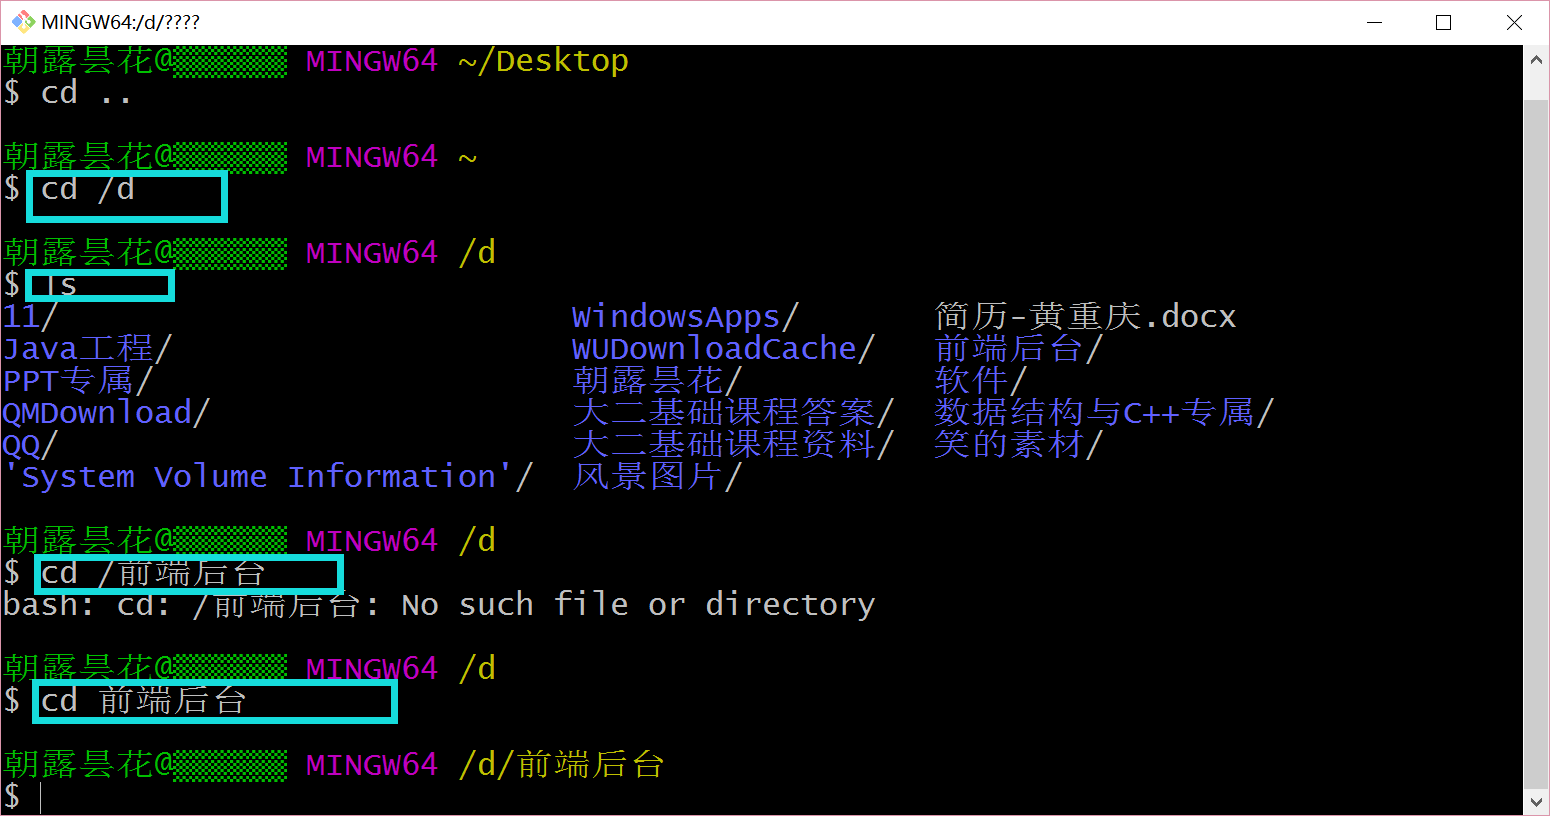 MINGW64:/d/????
朝露昙花@▒▒▒▒▒▒ MINGW64 ~/Desktop
$ cd ..
朝露昙花@▒▒▒▒▒▒ MINGW64 ~
$ cd /d
朝露昙花@▒▒▒▒▒▒ MINGW64 /d
$ ls
11/ WindowsApps/ 简历-黄重庆.docx
Java工程/ WUDownloadCache/ 前端后台/
PPT专属/ 朝露昙花/ 软件/
QMDownload/ 大二基础课程答案/ 数据结构与C++专属/
QQ/ 大二基础课程资料/ 笑的素材/
'System Volume Information'/ 风景图片/
朝露昙花@▒▒▒▒▒▒ MINGW64 /d
$ cd /前端后台
bash: cd: /前端后台: No such file or directory
朝露昙花@▒▒▒▒▒▒ MINGW64 /d
$ cd 前端后台
朝露昙花@▒▒▒▒▒▒ MINGW64 /d/前端后台
$